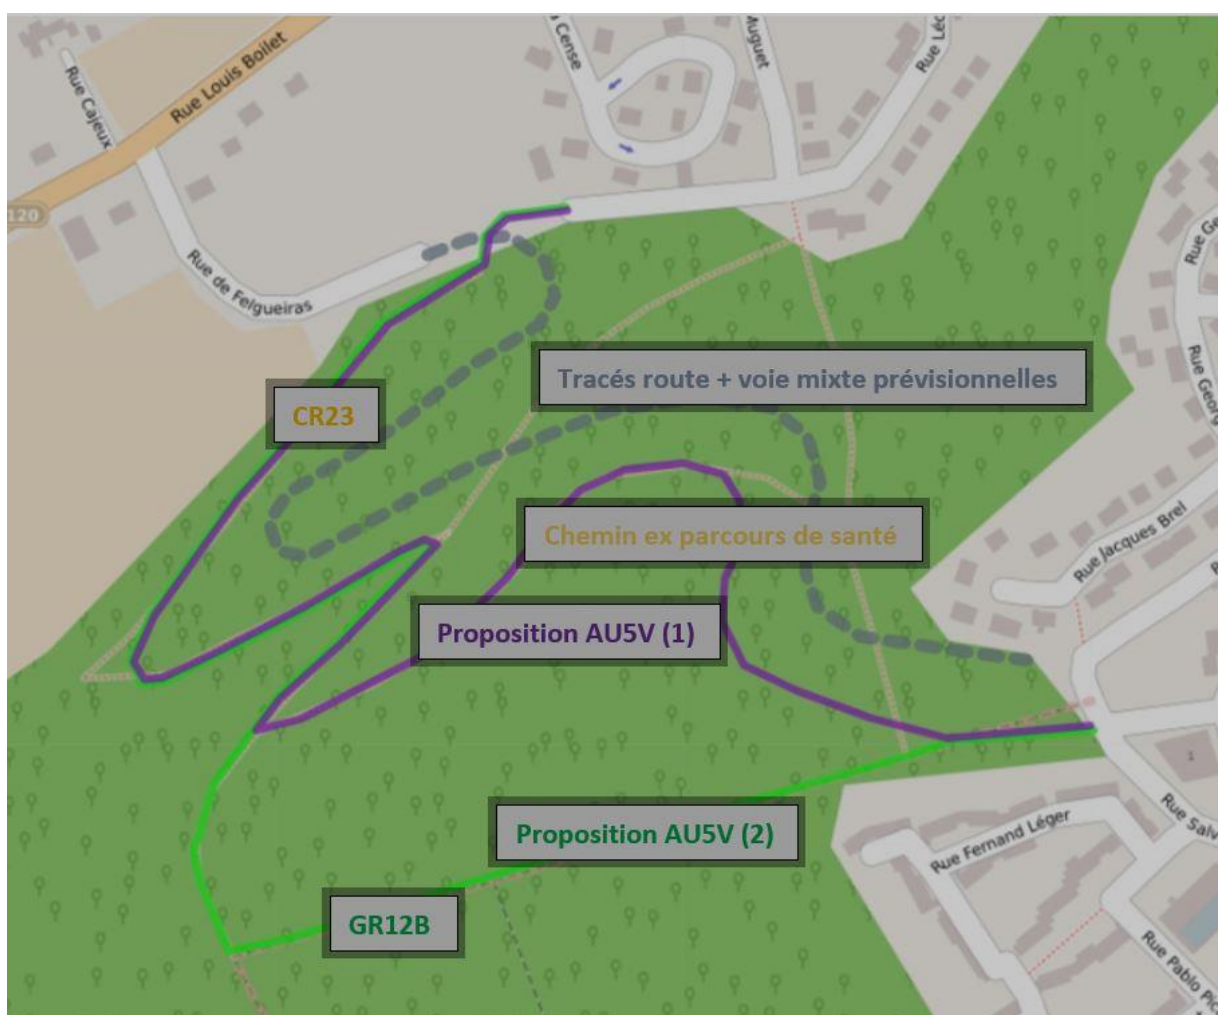 Cense
Muguet
Rue Léo
Rue Louis Boilet
Rue Cajeux
120
Rue de Felgueiras
Rue Ge
Rue Georg
Tracés route + voie mixte prévisionnelles
CR23
Chemin ex parcours de santé
Rue Jacques Brel
Proposition AU5V (1)
Proposition AU5V (2)
Rue Fernand Léger
Rue Salv
GR12B
Rue Pablo Pic